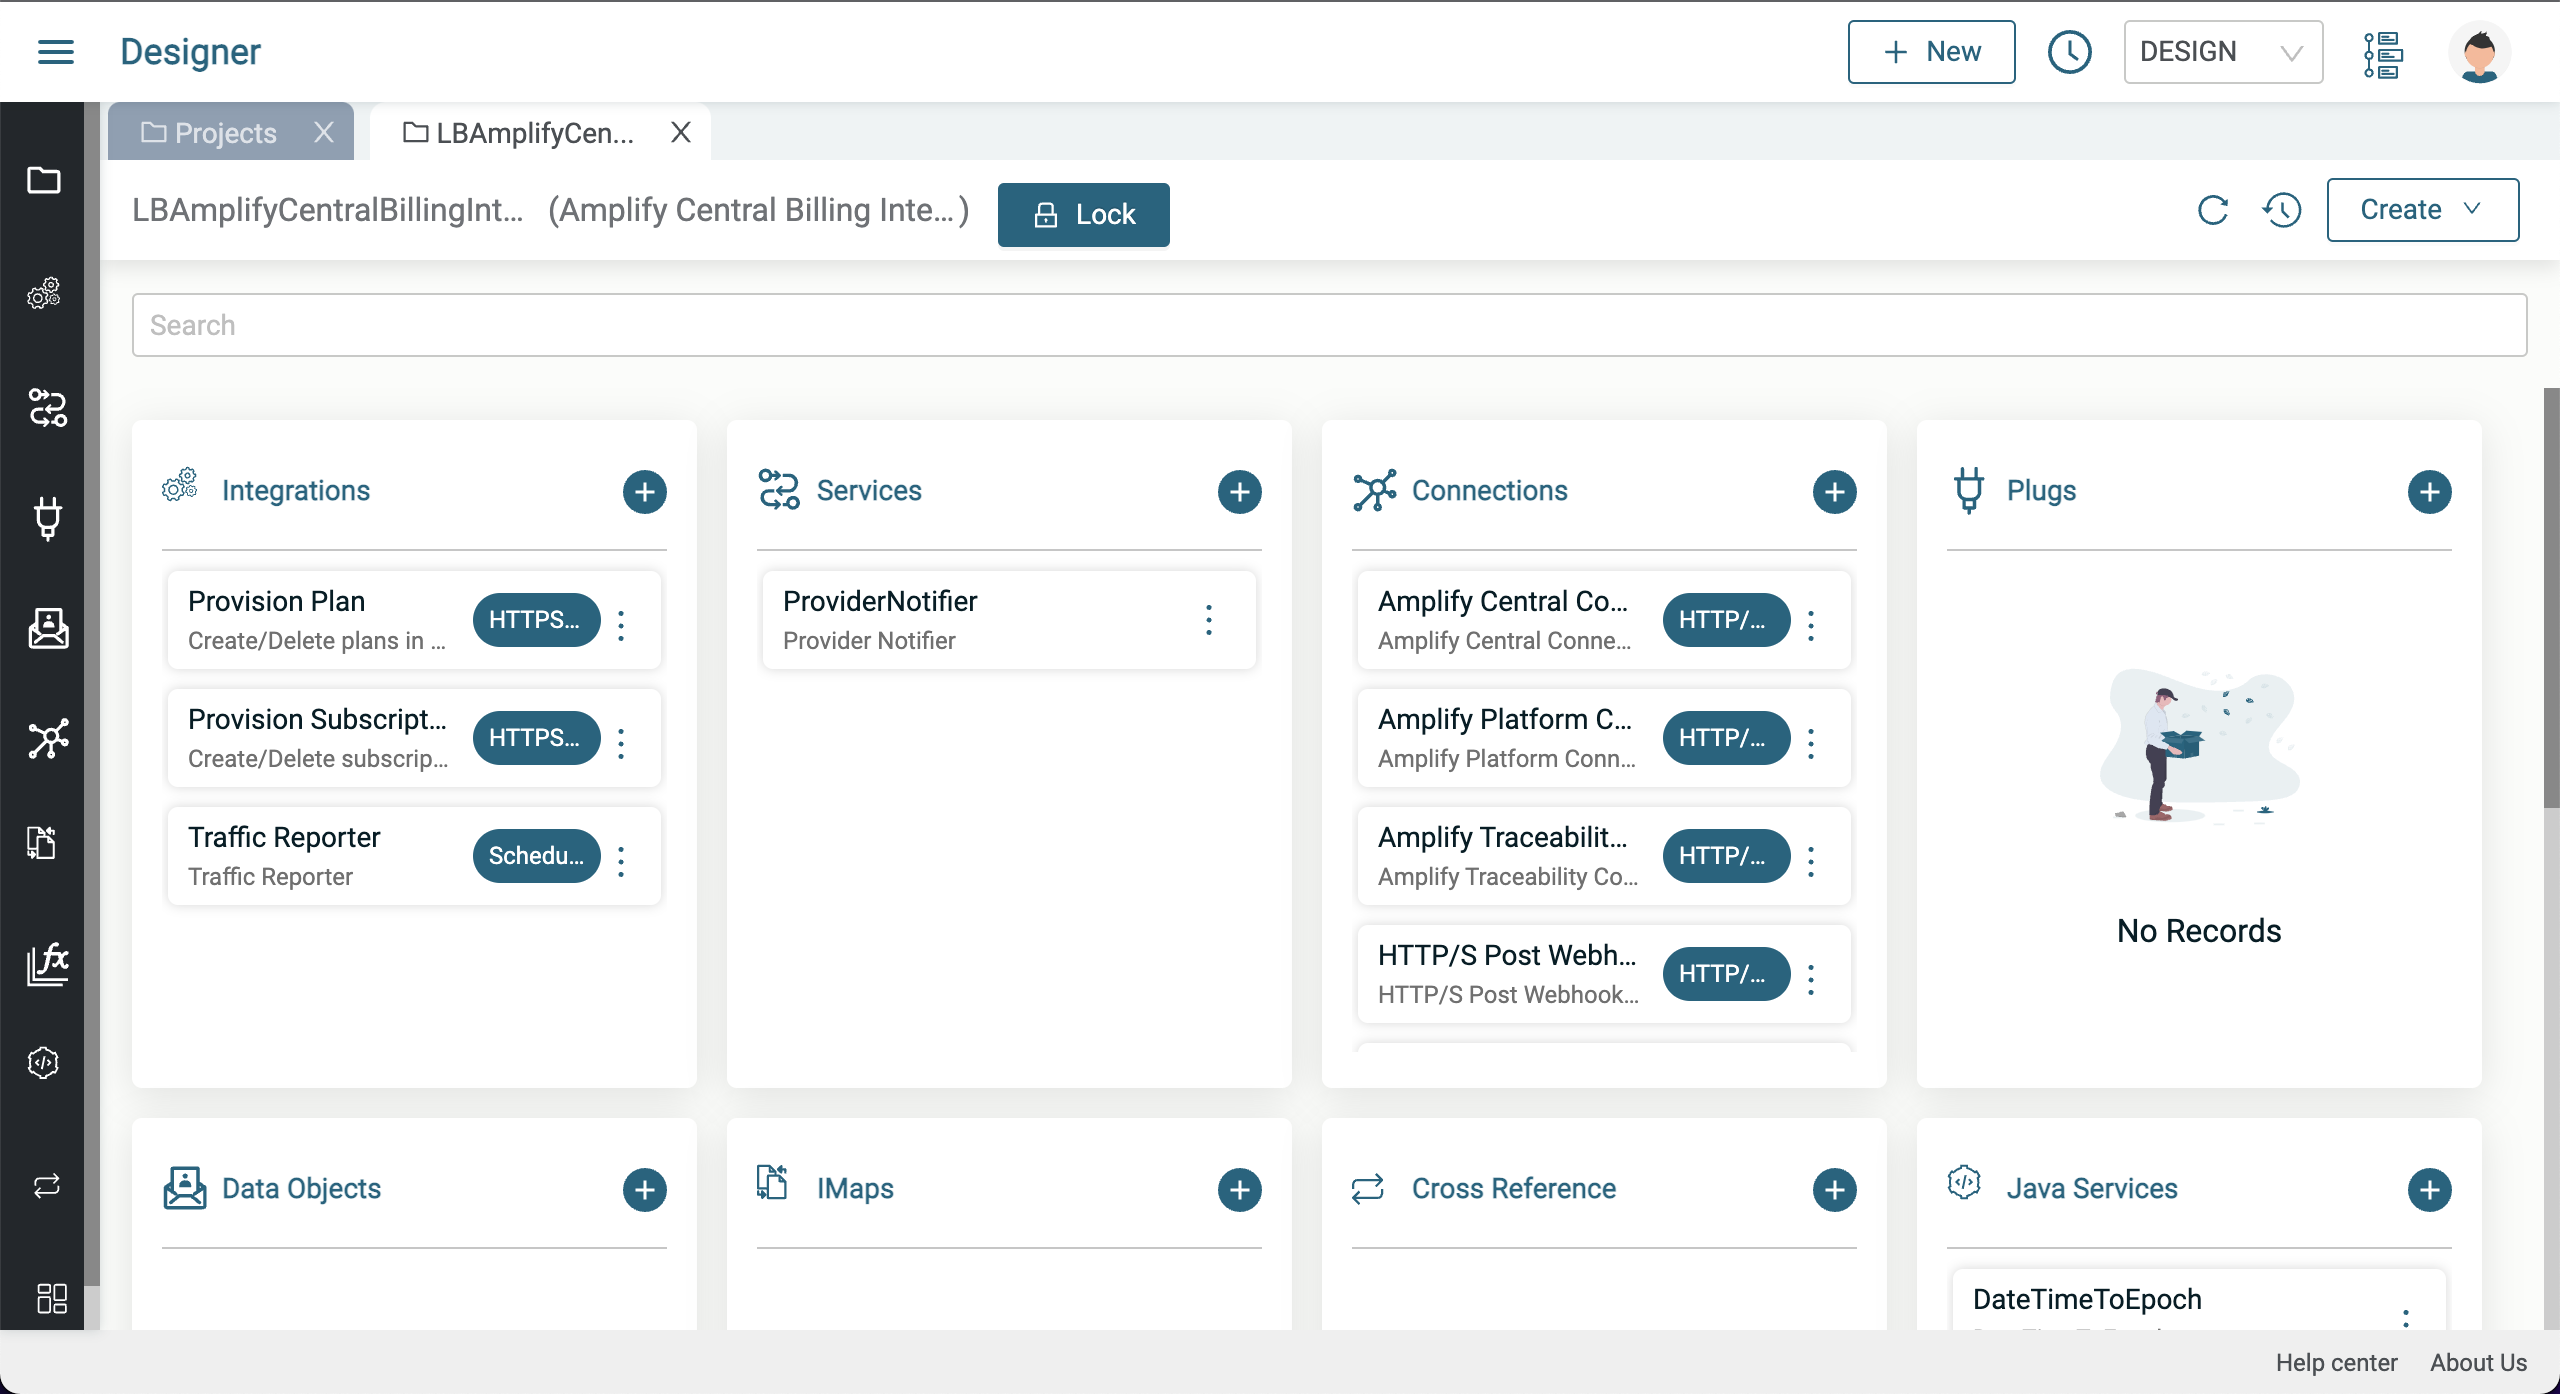 Designer
New
DESIGN
Projects
LBAmplifyCen...
LBAmplifyCentralBillingInt... (Amplify Central Billing Inte...)
Lock
Create
Search
Integrations
Provision Plan
Create/Delete plans in ...
HTTPS...
Provision Subscript...
Create/Delete subscrip...
HTTPS...
Traffic Reporter
Traffic Reporter
Schedu...
Services
ProviderNotifier
Provider Notifier
Connections
Amplify Central Co...
Amplify Central Conne...
HTTP/...
Amplify Platform C...
Amplify Platform Conn...
HTTP/...
Amplify Traceabilit...
Amplify Traceability Co...
HTTP/...
HTTP/S Post Webh...
HTTP/S Post Webhook...
HTTP/...
Plugs
No Records
Data Objects
IMaps
Cross Reference
Java Services
DateTimeToEpoch
Help center
About Us